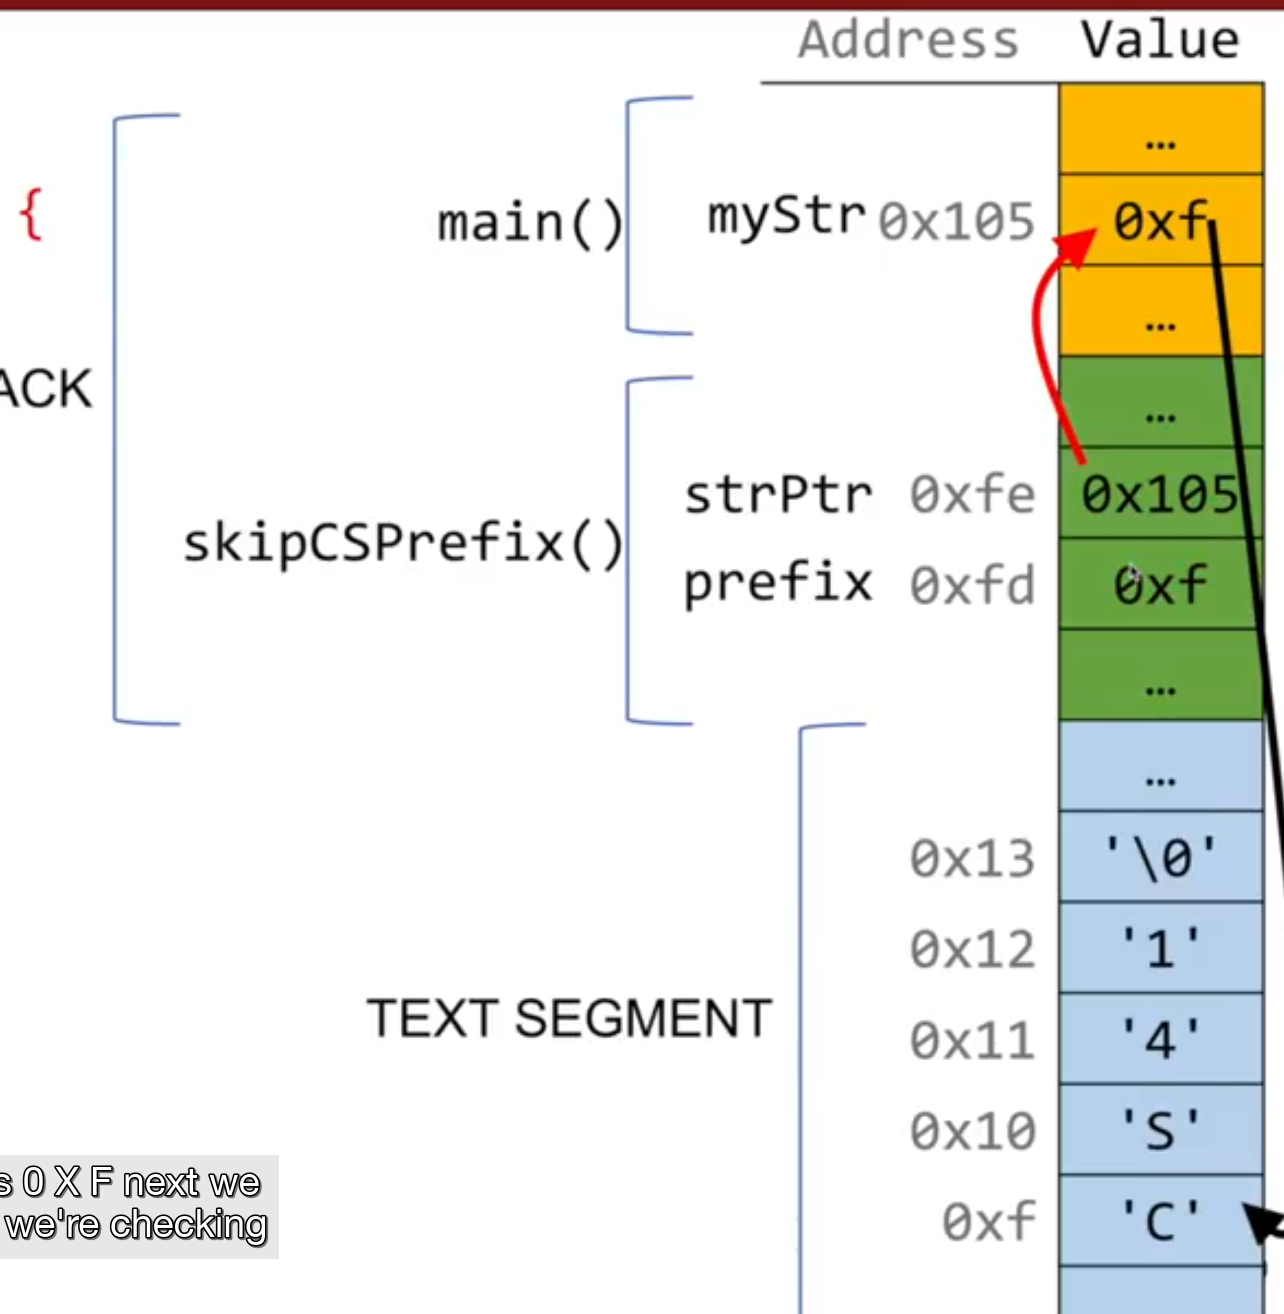 Address Value
…
{
main() myStr 0x105 0xf
…
ACK
…
strPtr 0xfe 0x105
skipCSPrefix()
prefix 0xfd 0xf
…
…
0x13 '\0'
0x12 '1'
TEXT SEGMENT
0x11 '4'
0x10 'S'
s 0 X F next we
we're checking
0xf 'C'